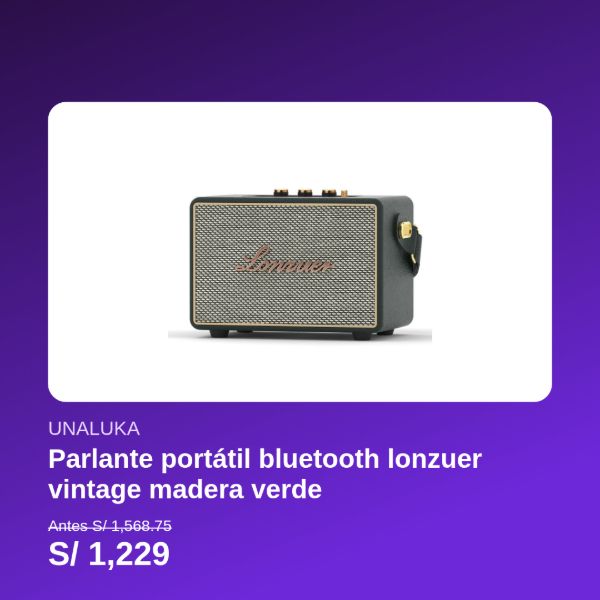 Lonzuer
UNALUKA
Parlante portátil bluetooth lonzuer
vintage madera verde
Antes S/ 1,568.75
S/ 1,229